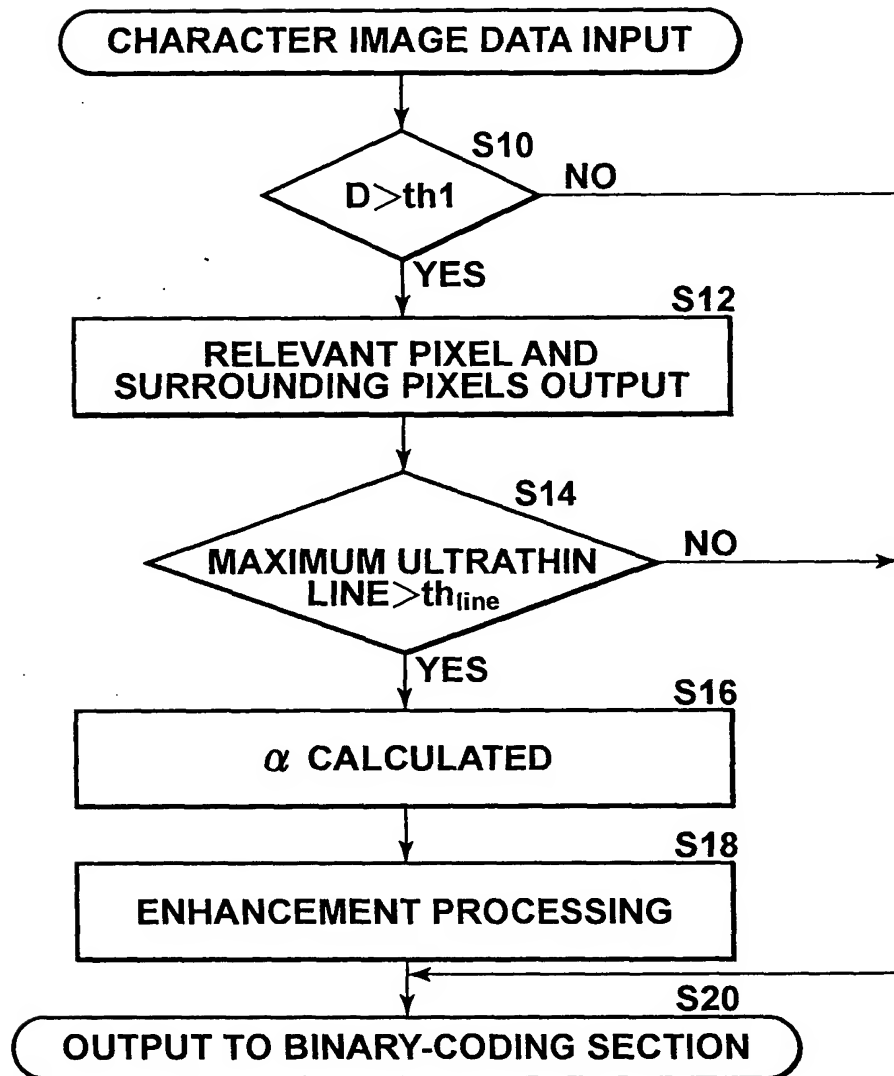 CHARACTER IMAGE DATA INPUT
S10
D>th1
NO
YES
S12
RELEVANT PIXEL AND
SURROUNDING PIXELS OUTPUT
S14
MAXIMUM ULTRATHIN
LINE>thline
NO
YES
S16
α CALCULATED
S18
ENHANCEMENT PROCESSING
S20
OUTPUT TO BINARY-CODING SECTION